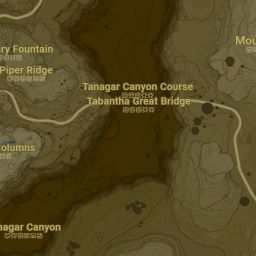 ry Fountain
Mou
Piper Ridge
Tanagar Canyon Course
Tabantha Great Bridge
olumns
nagar Canyon